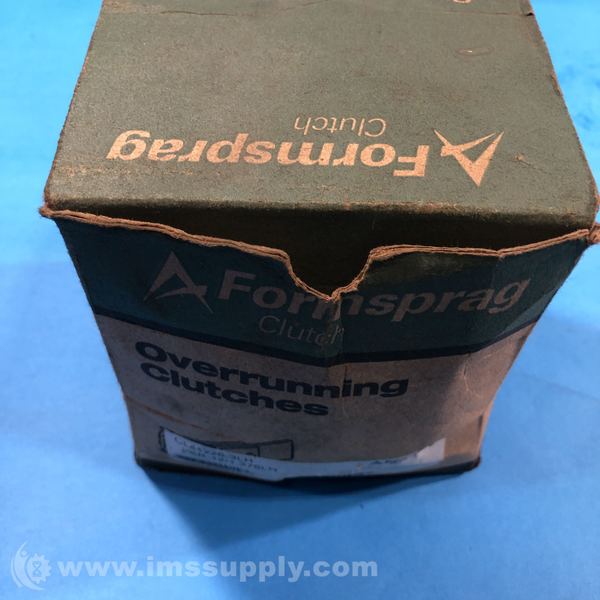 Formsprag
Clutch
Formsprag
Clutch
Overrunning
Clutches
www.imssupply.com